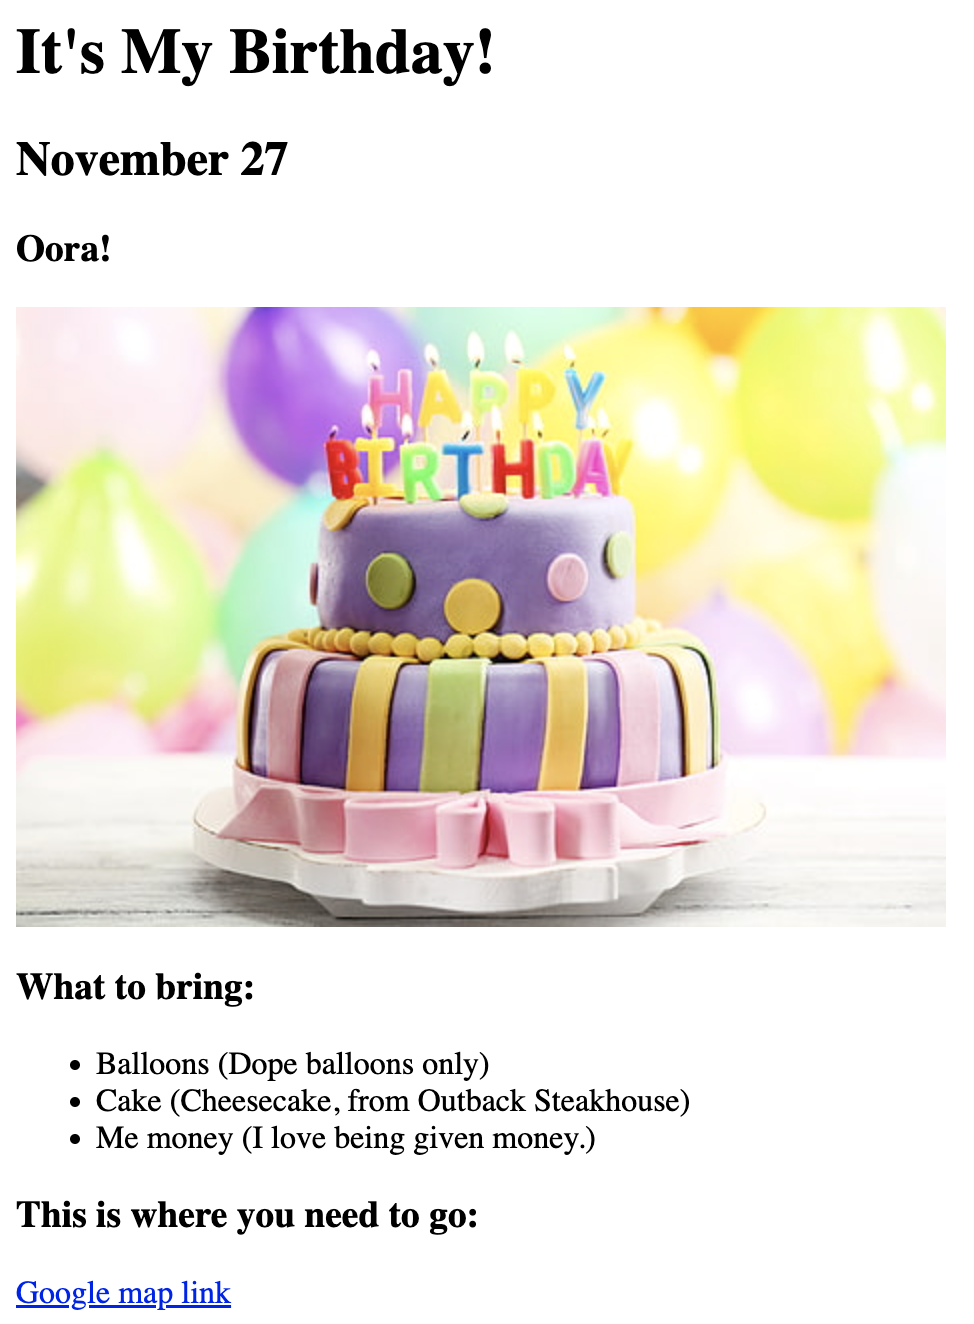 It's My Birthday!
November 27
Oora!
HAPPY
BIRTHDAY
What to bring:
Balloons (Dope balloons only)
Cake (Cheesecake, from Outback Steakhouse)
Me money (I love being given money.)
This is where you need to go:
Google map link